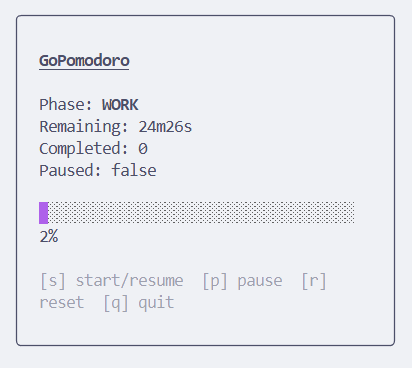 GoPomodoro
Phase: WORK
Remaining: 24m26s
Completed: 0
Paused: false
2%
[s] start/resume  [p] pause  [r]
reset  [q] quit